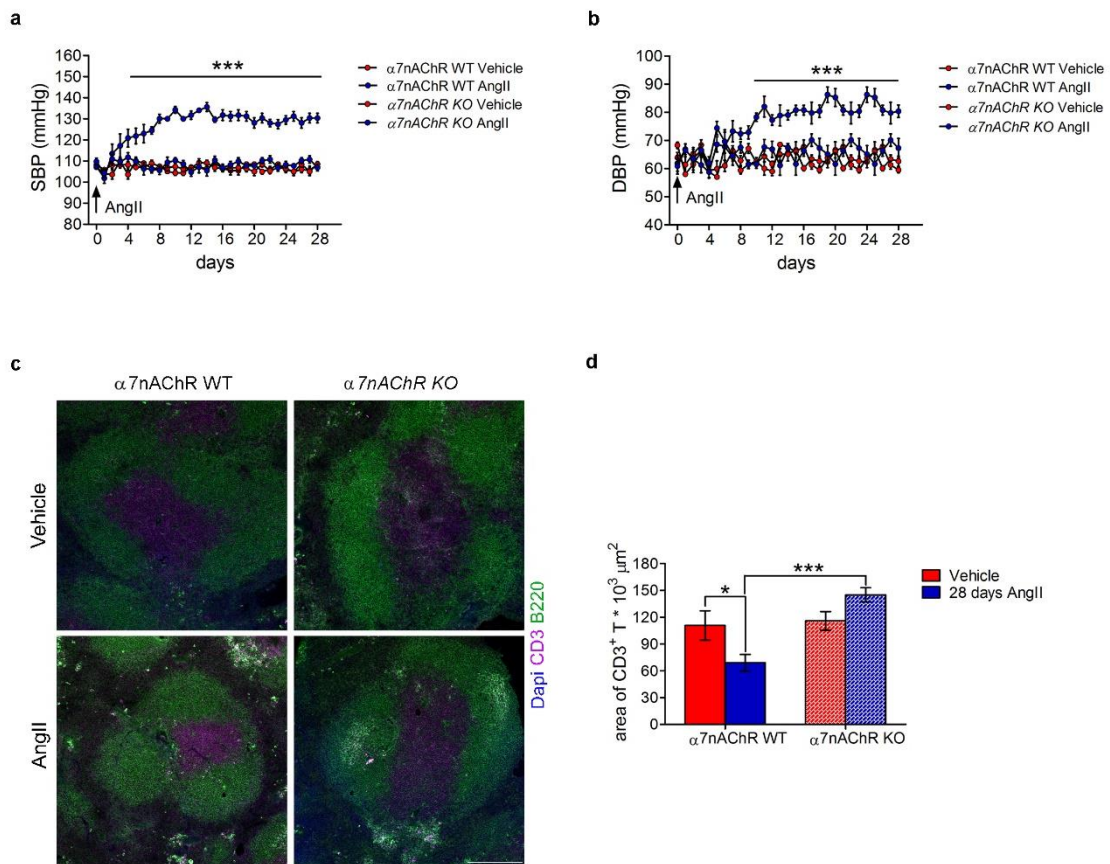 a
SBP (mmHg)
160
150
140
130
120
110
100
90
80
***
AngII
0 4 8 12 16 20 24 28
days
α7nAChR WT Vehicle
α7nAChR WT AngII
α7nAChR KO Vehicle
α7nAChR KO AngII
b
DBP (mmHg)
100
90
80
70
60
50
40
***
AngII
0 4 8 12 16 20 24 28
days
α7nAChR WT Vehicle
α7nAChR WT AngII
α7nAChR KO Vehicle
α7nAChR KO AngII
c
α7nAChR WT α7nAChR KO
Vehicle
AngII
Dapi CD3 B220
d
area of CD3+ T * 10³ µm²
180
150
120
90
60
30
0
*
***
α7nAChR WT α7nAChR KO
Vehicle
28 days AngII